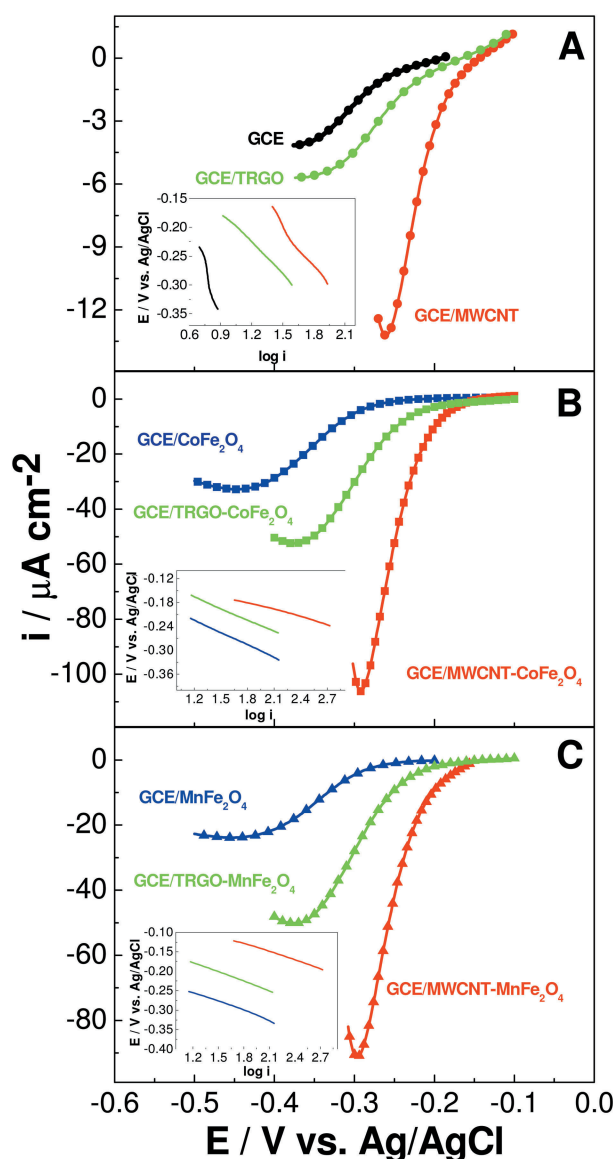 A
0
-3
-6
-9
-12
GCE
GCE/TRGO
GCE/MWCNT
E / V vs. Ag/AgCl
-0.15
-0.20
-0.25
-0.30
-0.35
0.6 0.9 1.2 1.5 1.8 2.1
log i
B
0
-20
-40
-60
-80
-100
GCE/CoFe₂O₄
GCE/TRGO-CoFe₂O₄
GCE/MWCNT-CoFe₂O₄
E / V vs. Ag/AgCl
-0.12
-0.18
-0.24
-0.30
-0.36
1.2 1.5 1.8 2.1 2.4 2.7
log i
i / μA cm⁻²
C
0
-20
-40
-60
-80
GCE/MnFe₂O₄
GCE/TRGO-MnFe₂O₄
GCE/MWCNT-MnFe₂O₄
E / V vs. Ag/AgCl
-0.10
-0.15
-0.20
-0.25
-0.30
-0.35
-0.40
1.2 1.5 1.8 2.1 2.4 2.7
log i
-0.6 -0.5 -0.4 -0.3 -0.2 -0.1 0.0
E / V vs. Ag/AgCl